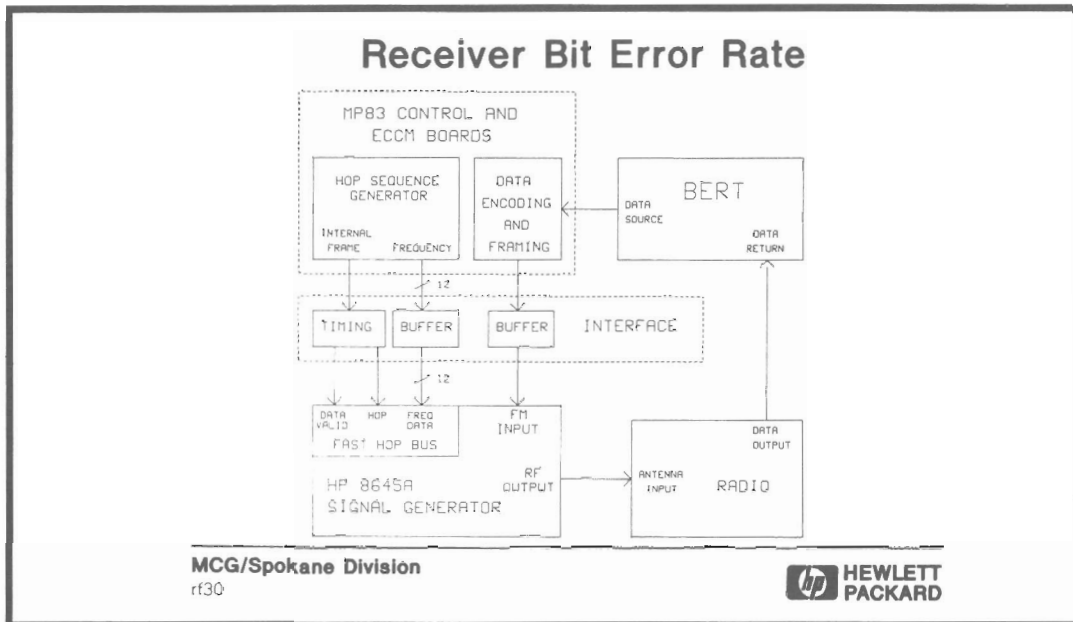 Receiver Bit Error Rate
MP83 CONTROL AND
ECCM BOARDS
HOP SEQUENCE
GENERATOR
INTERNAL
FRAME
FREQUENCY
DATA
ENCODING
AND
FRAMING
BERT
DATA
SOURCE
DATA
RETURN
12
TIMING
BUFFER
BUFFER
INTERFACE
12
DATA
VALID
HOP
FREQ
DATA
FAST HOP BUS
FM
INPUT
HP 8645A
SIGNAL GENERATOR
RF
OUTPUT
ANTENNA
INPUT
DATA
OUTPUT
RADIO
MCG/Spokane Division
rf30
hp HEWLETT
PACKARD